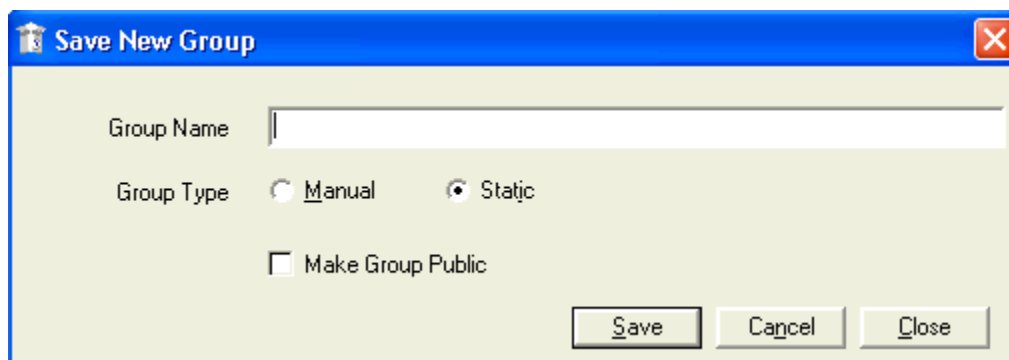 Save New Group
Group Name
Group Type Manual Static
Make Group Public
Save Cancel Close